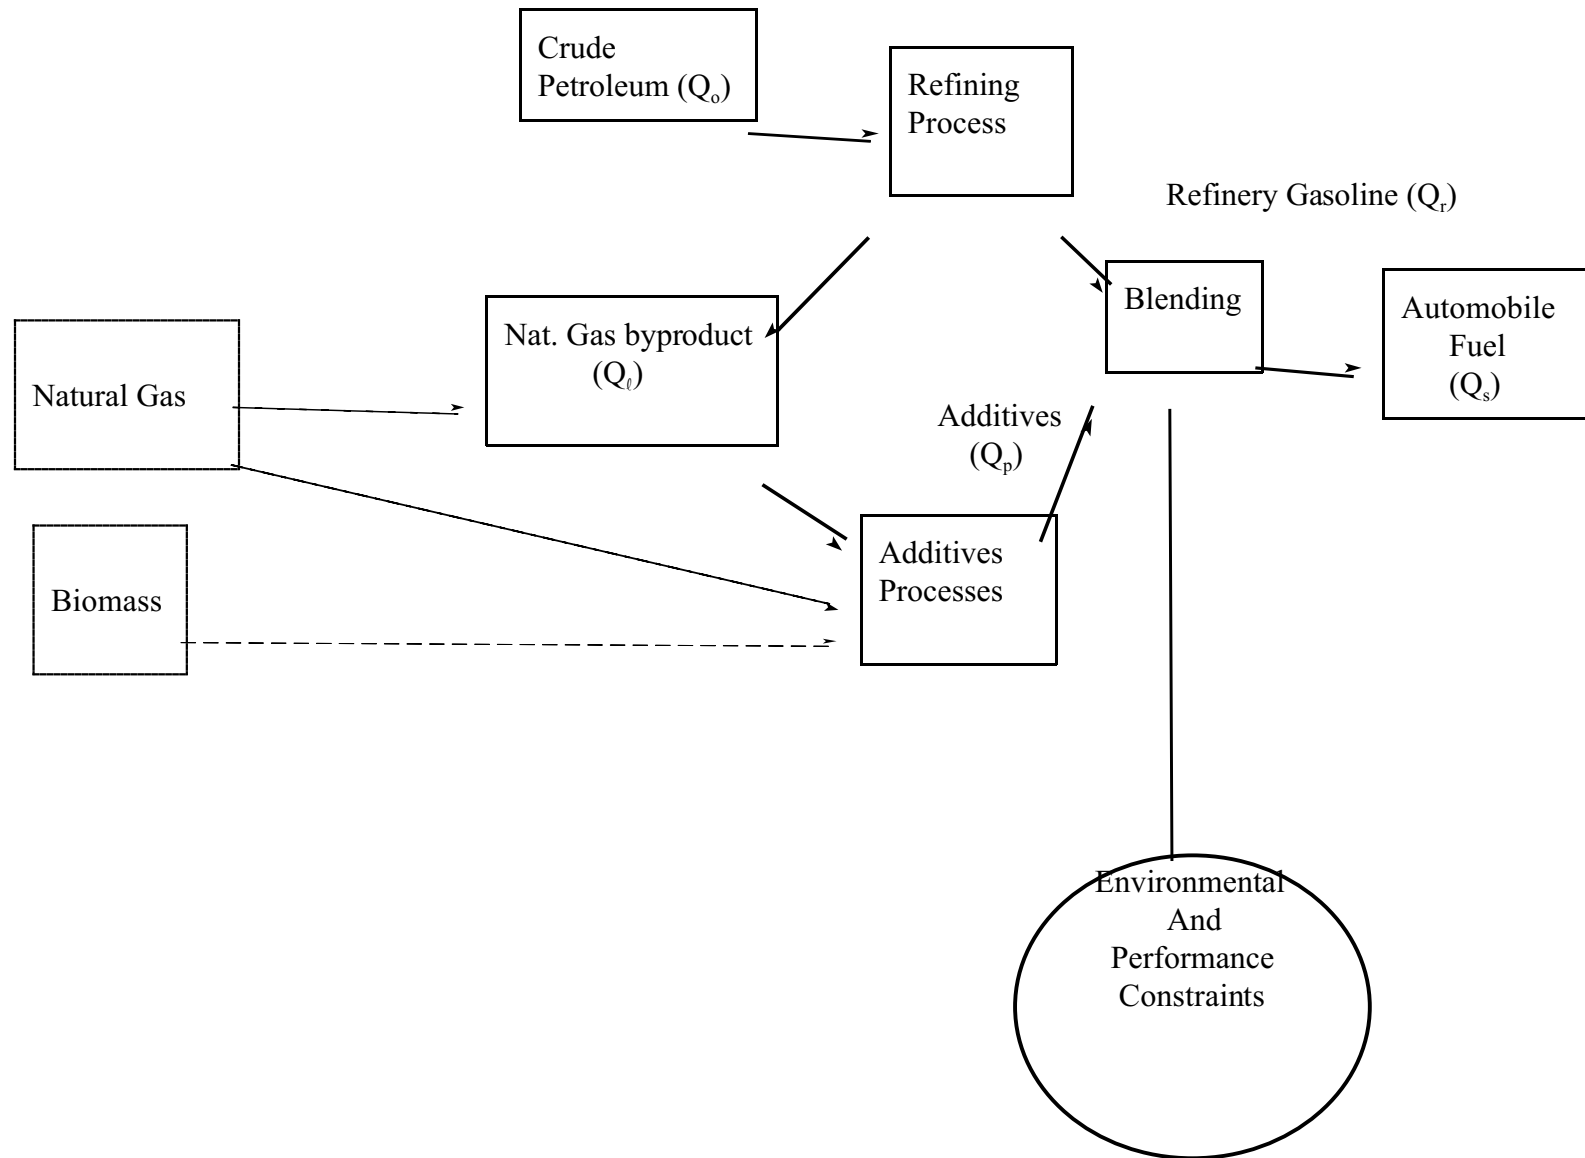 Crude
Petroleum (Qₒ)
Refining
Process
Refinery Gasoline (Qᵣ)
Blending
Automobile
Fuel
(Qₛ)
Nat. Gas byproduct
(Q_ℓ)
Natural Gas
Additives
(Qₚ)
Additives
Processes
Biomass
Environmental
And
Performance
Constraints